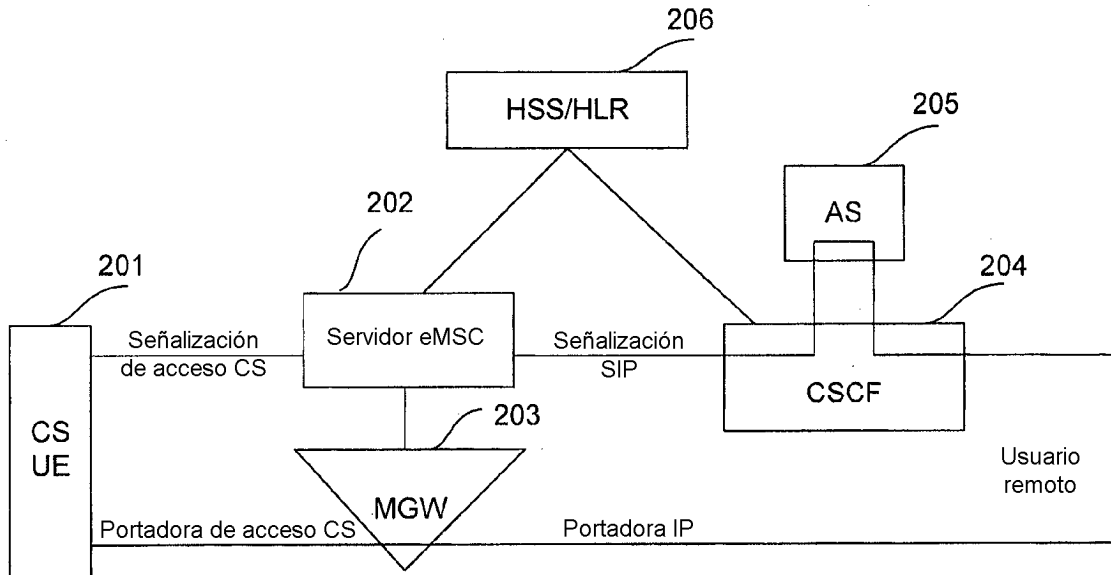 206
HSS/HLR
205
AS
202
201
204
Servidor eMSC
Señalización
de acceso CS
Señalización
SIP
CSCF
203
CS
UE
MGW
Usuario
remoto
Portadora de acceso CS
Portadora IP